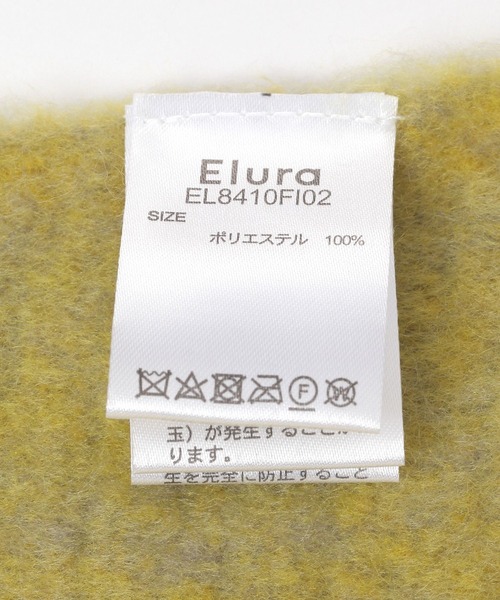 Elura
EL8410FI02
SIZE
ポリエステル 100%
F
W
玉）が発生することが
ります。
生を完全に防止すること